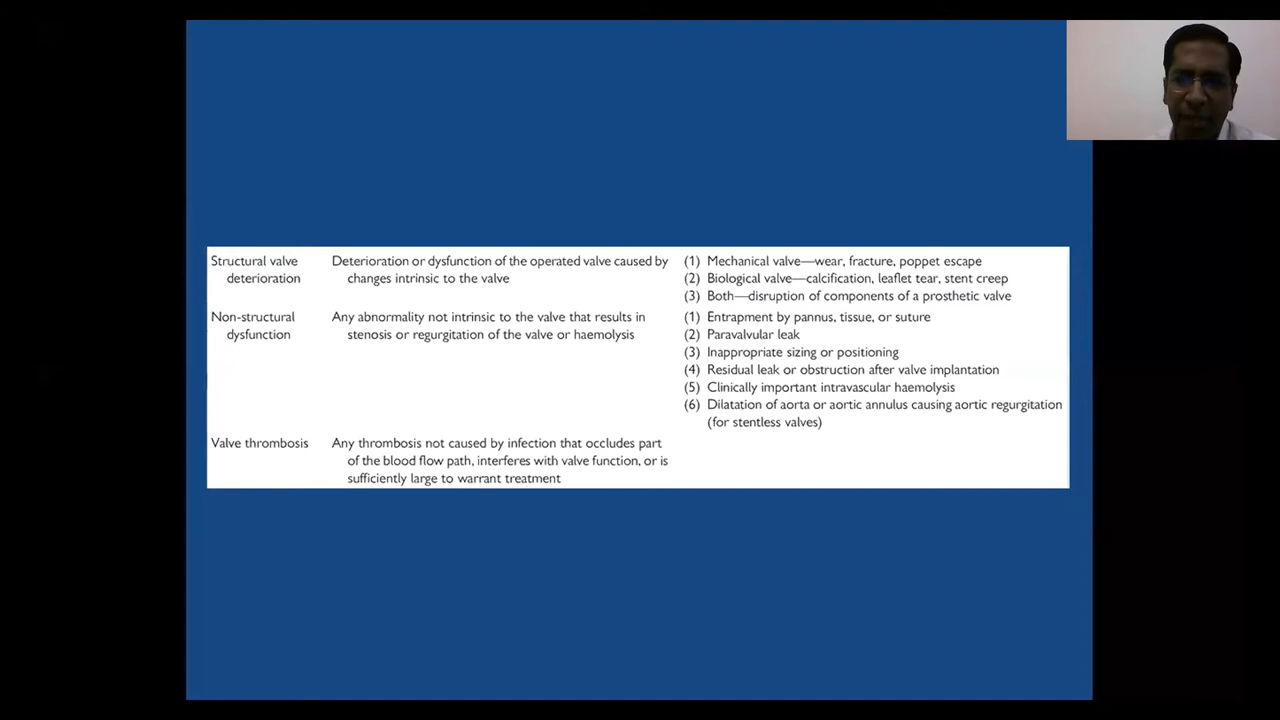 Structural valve
deterioration
Deterioration or dysfunction of the operated valve caused by
changes intrinsic to the valve
(1) Mechanical valve—wear, fracture, poppet escape
(2) Biological valve—calcification, leaflet tear, stent creep
(3) Both—disruption of components of a prosthetic valve
Non-structural
dysfunction
Any abnormality not intrinsic to the valve that results in
stenosis or regurgitation of the valve or haemolysis
(1) Entrapment by pannus, tissue, or suture
(2) Paravalvular leak
(3) Inappropriate sizing or positioning
(4) Residual leak or obstruction after valve implantation
(5) Clinically important intravascular haemolysis
(6) Dilatation of aorta or aortic annulus causing aortic regurgitation
(for stentless valves)
Valve thrombosis
Any thrombosis not caused by infection that occludes part
of the blood flow path, interferes with valve function, or is
sufficiently large to warrant treatment